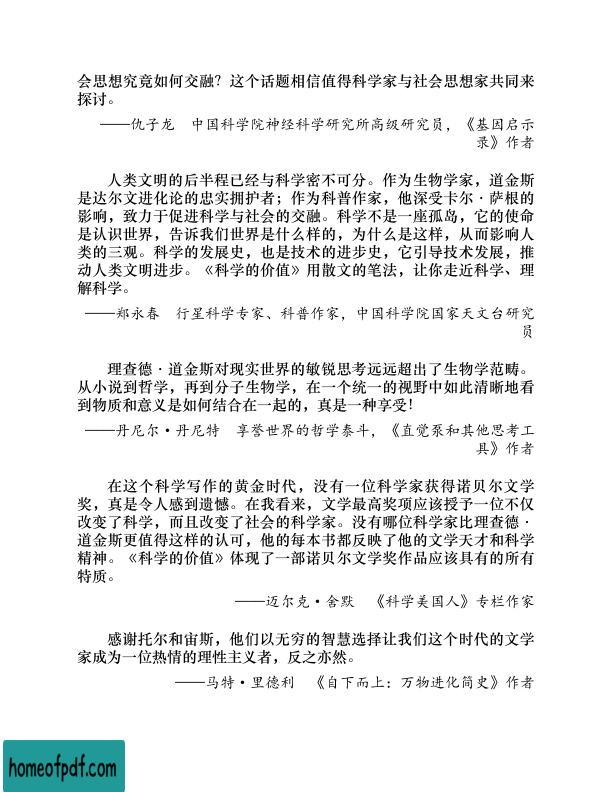 会思想究竟如何交融？这个话题相信值得科学家与社会思想家共同来
探讨。
——仇子龙　中国科学院神经科学研究所高级研究员，《基因启示
录》作者
人类文明的后半程已经与科学密不可分。作为生物学家，道金斯
是达尔文进化论的忠实拥护者；作为科普作家，他深受卡尔·萨根的
影响，致力于促进科学与社会的交融。科学不是一座孤岛，它的使命
是认识世界，告诉我们世界是什么样的，为什么是这样，从而影响人
类的三观。科学的发展史，也是技术的进步史，它引导技术发展，推
动人类文明进步。《科学的价值》用散文的笔法，让你走近科学、理
解科学。
——郑永春　行星科学专家、科普作家，中国科学院国家天文台研究
员
理查德·道金斯对现实世界的敏锐思考远远超出了生物学范畴。
从小说到哲学，再到分子生物学，在一个统一的视野中如此清晰地看
到物质和意义是如何结合在一起的，真是一种享受！
——丹尼尔·丹尼特　享誉世界的哲学泰斗，《直觉泵和其他思考工
具》作者
在这个科学写作的黄金时代，没有一位科学家获得诺贝尔文学
奖，真是令人感到遗憾。在我看来，文学最高奖项应该授予一位不仅
改变了科学，而且改变了社会的科学家。没有哪位科学家比理查德·
道金斯更值得这样的认可，他的每本书都反映了他的文学天才和科学
精神。《科学的价值》体现了一部诺贝尔文学奖作品应该具有的所有
特质。
——迈尔克·舍默　《科学美国人》专栏作家
感谢托尔和宙斯，他们以无穷的智慧选择让我们这个时代的文学
家成为一位热情的理性主义者，反之亦然。
——马特·里德利　《自下而上：万物进化简史》作者
homeofpdf.com